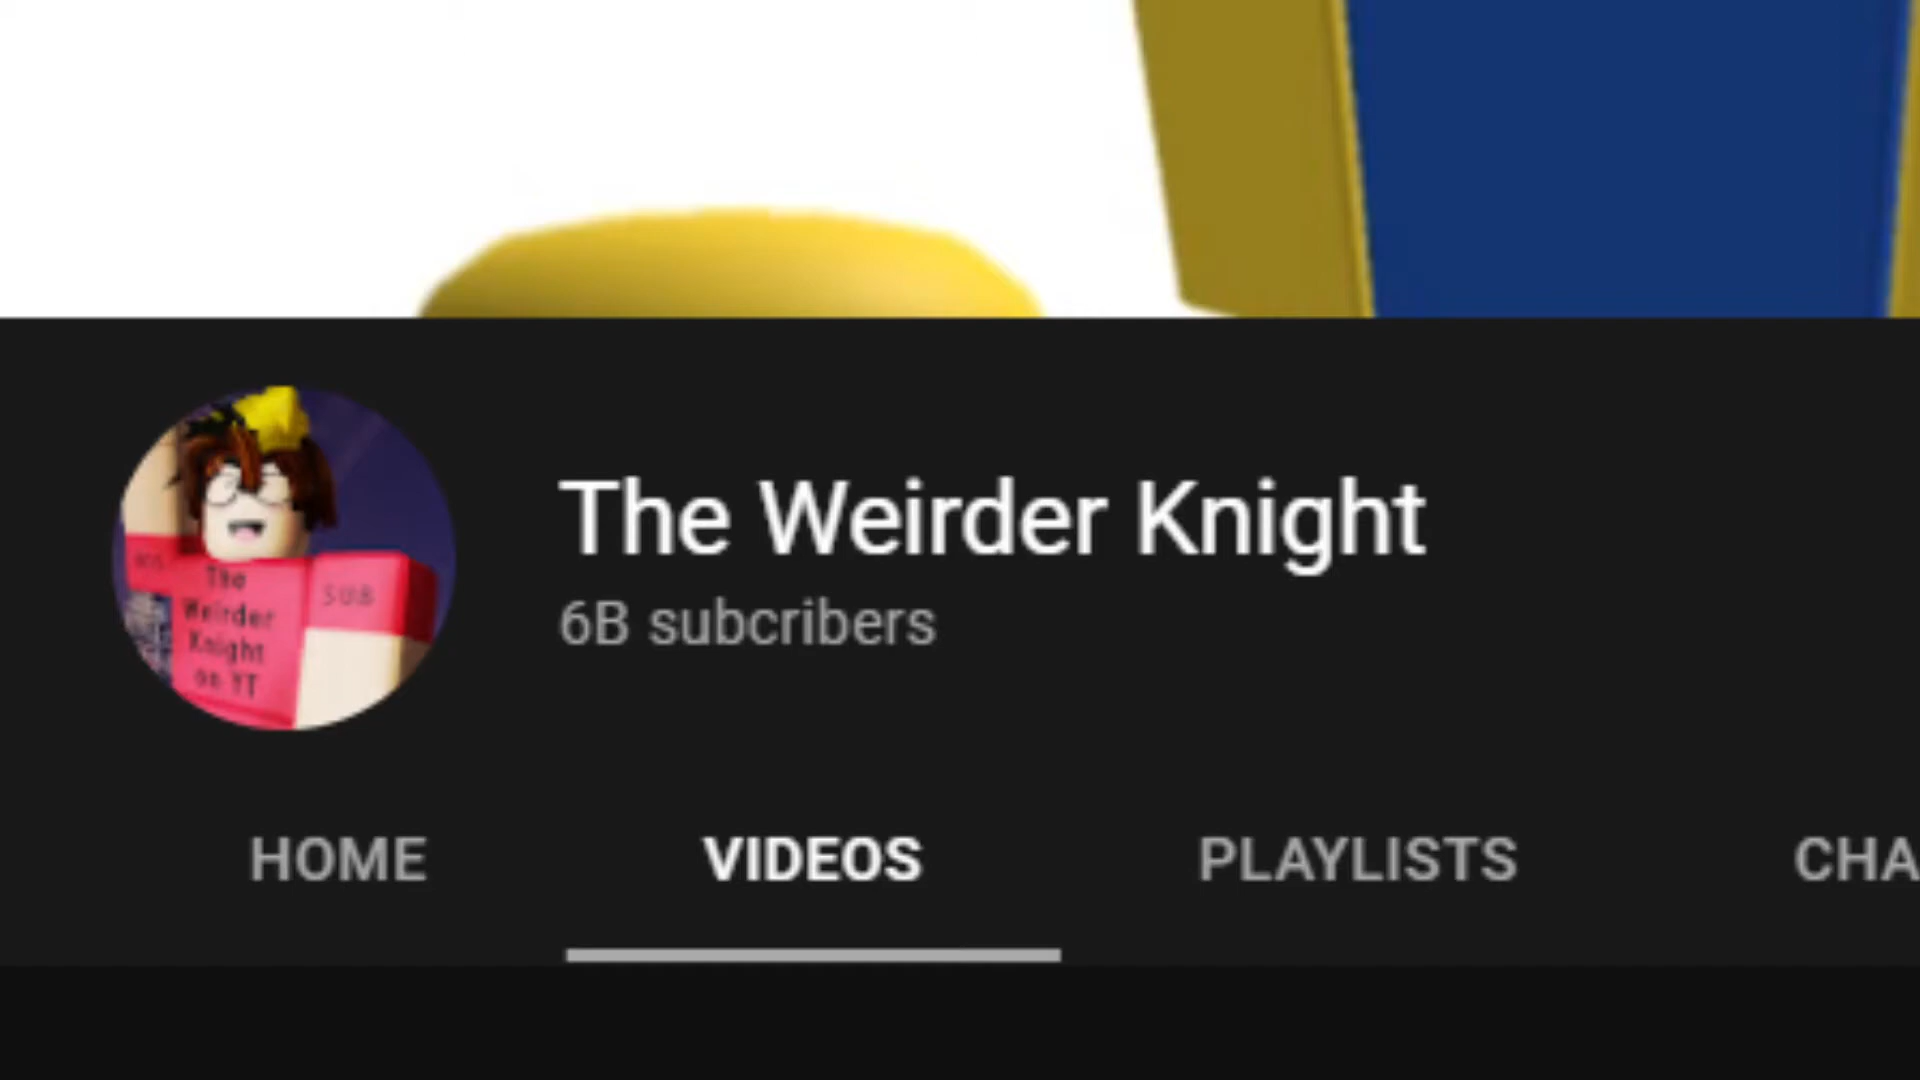 The Weirder Knight
6B subcribers
The
Weirder
Knight
on YT
SUB
HOME
VIDEOS
PLAYLISTS
CHA